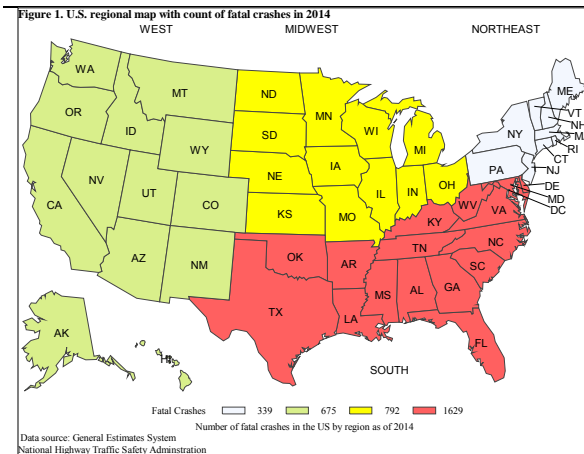 Figure 1. U.S. regional map with count of fatal crashes in 2014
WEST MIDWEST NORTHEAST
WA
MT
ND
MN
ME
OR
ID
SD
WI
MI
NY
VT
NH
M
RI
CT
WY
IA
PA
NJ
NV
NE
IL
IN
OH
DE
MD
DC
UT
CO
CA
KS
MO
WV
VA
KY
AZ
NM
OK
AR
TN
NC
SC
TX
MS
AL
GA
LA
FL
AK
HI
SOUTH
Fatal Crashes 339 675 792 1629
Number of fatal crashes in the US by region as of 2014
Data source: General Estimates System
National Highway Traffic Safety Adminstration